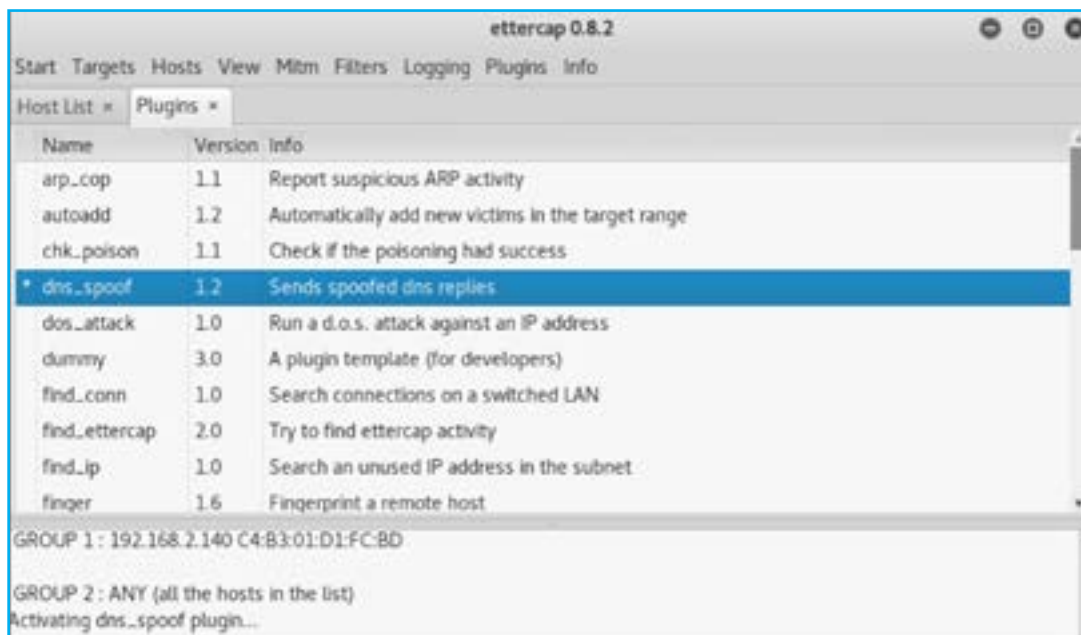 ettercap 0.8.2
Start Targets Hosts View Mitm Filters Logging Plugins Info
Host List × Plugins ×
Name Version Info
arp_cop 1.1 Report suspicious ARP activity
autoadd 1.2 Automatically add new victims in the target range
chk_poison 1.1 Check if the poisoning had success
* dns_spoof 1.2 Sends spoofed dns replies
dos_attack 1.0 Run a d.o.s. attack against an IP address
dummy 3.0 A plugin template (for developers)
find_conn 1.0 Search connections on a switched LAN
find_ettercap 2.0 Try to find ettercap activity
find_ip 1.0 Search an unused IP address in the subnet
finger 1.6 Fingerprint a remote host
GROUP 1 : 192.168.2.140 C4:B3:01:D1:FC:BD
GROUP 2 : ANY (all the hosts in the list)
Activating dns_spoof plugin...